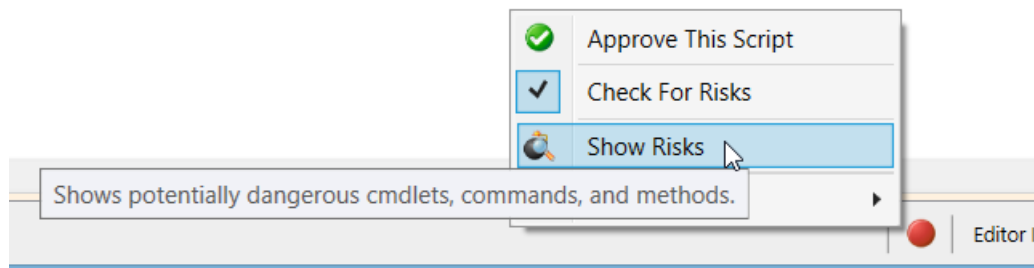 Approve This Script
Check For Risks
Show Risks
Shows potentially dangerous cmdlets, commands, and methods.
Editor